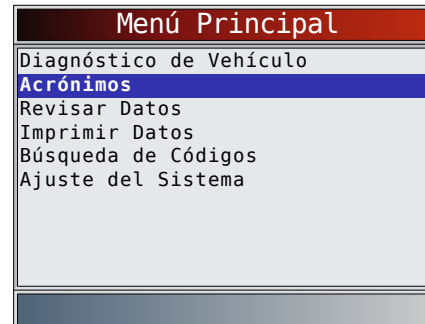 Menú Principal
Diagnóstico de Vehículo
Acrónimos
Revisar Datos
Imprimir Datos
Búsqueda de Códigos
Ajuste del Sistema